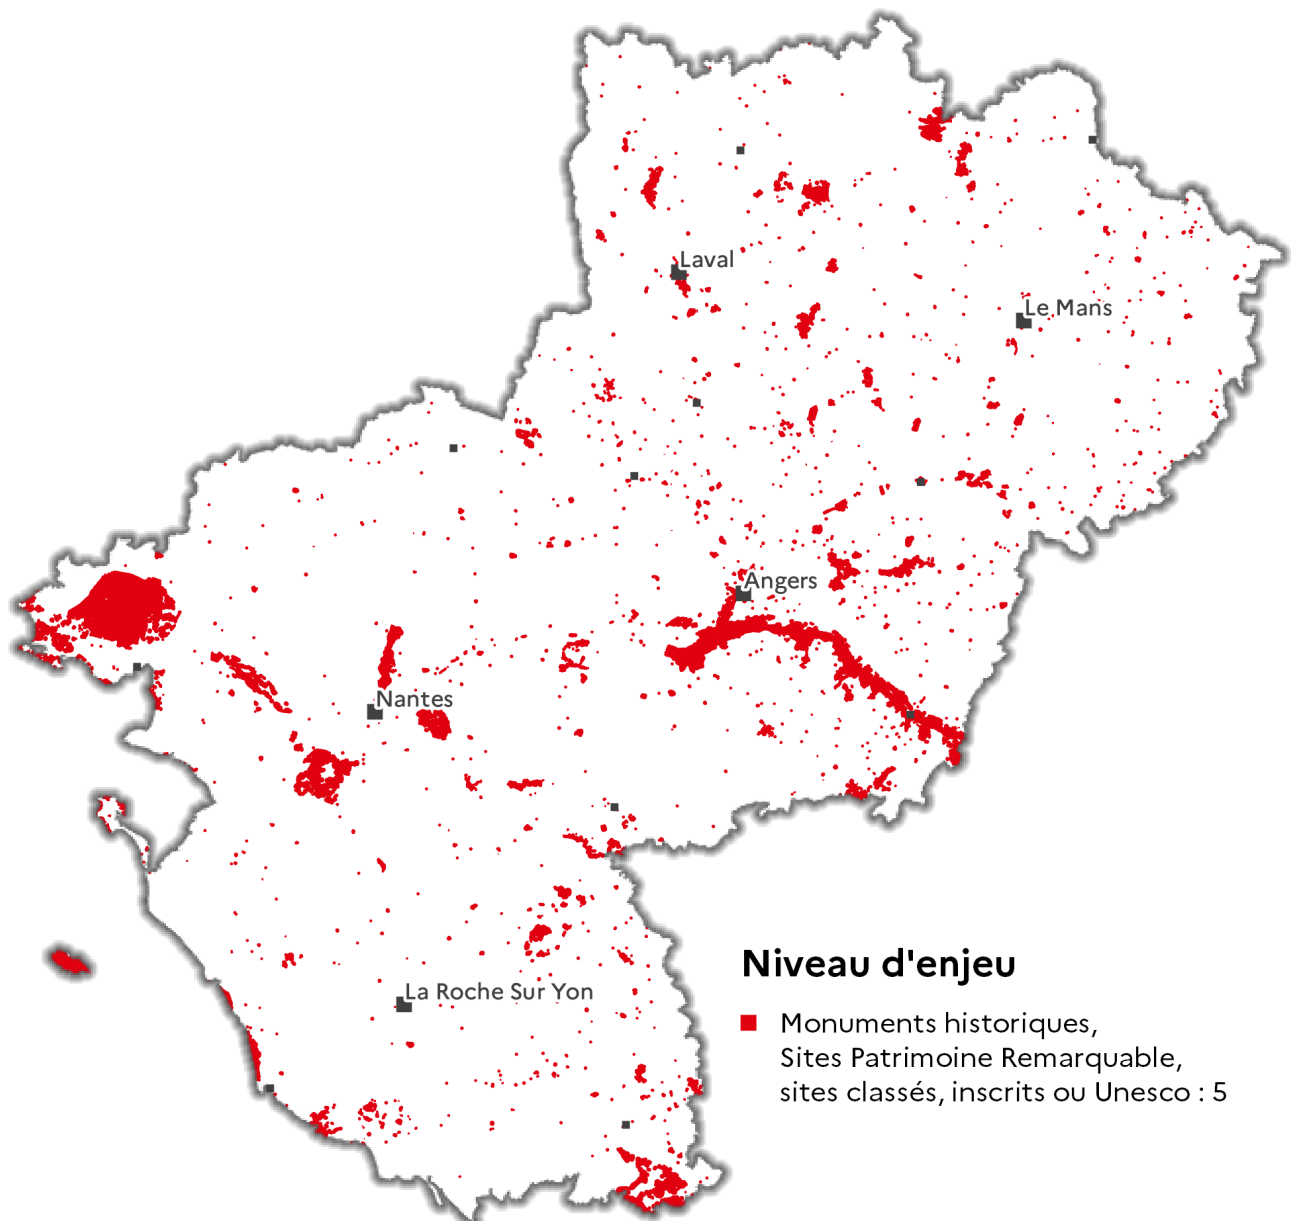 Laval
Le Mans
Angers
Nantes
La Roche Sur Yon
Niveau d'enjeu
Monuments historiques,
Sites Patrimoine Remarquable,
sites classés, inscrits ou Unesco : 5